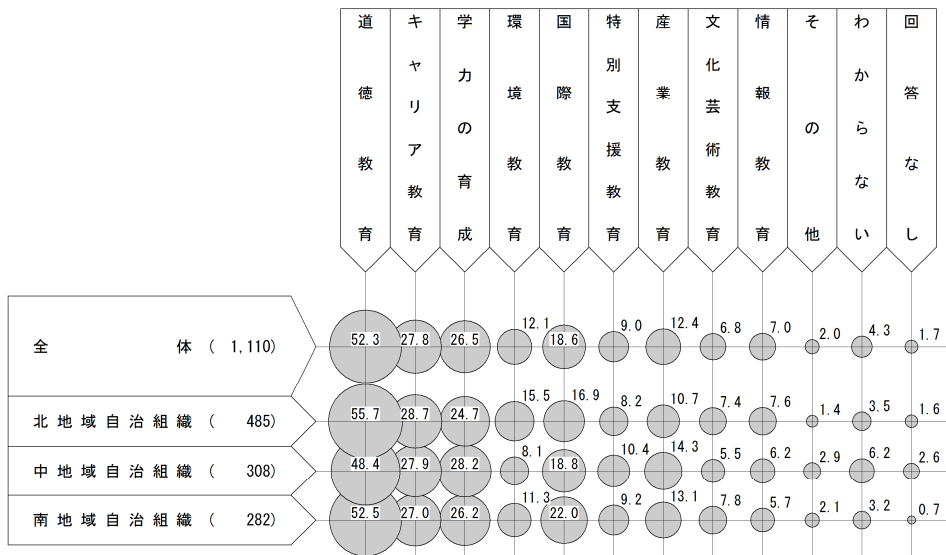 道徳教育
キャリア教育
学力の育成
環境教育
国際教育
特別支援教育
産業教育
文化芸術教育
情報教育
その他
わからない
回答なし
全体 ( 1,110)
52.3 27.8 26.5 12.1 18.6 9.0 12.4 6.8 7.0 2.0 4.3 1.7
北地域自治組織 ( 485)
55.7 28.7 24.7 15.5 16.9 8.2 10.7 7.4 7.6 1.4 3.5 1.6
中地域自治組織 ( 308)
48.4 27.9 28.2 8.1 18.8 10.4 14.3 5.5 6.2 2.9 6.2 2.6
南地域自治組織 ( 282)
52.5 27.0 26.2 11.3 22.0 9.2 13.1 7.8 5.7 2.1 3.2 0.7